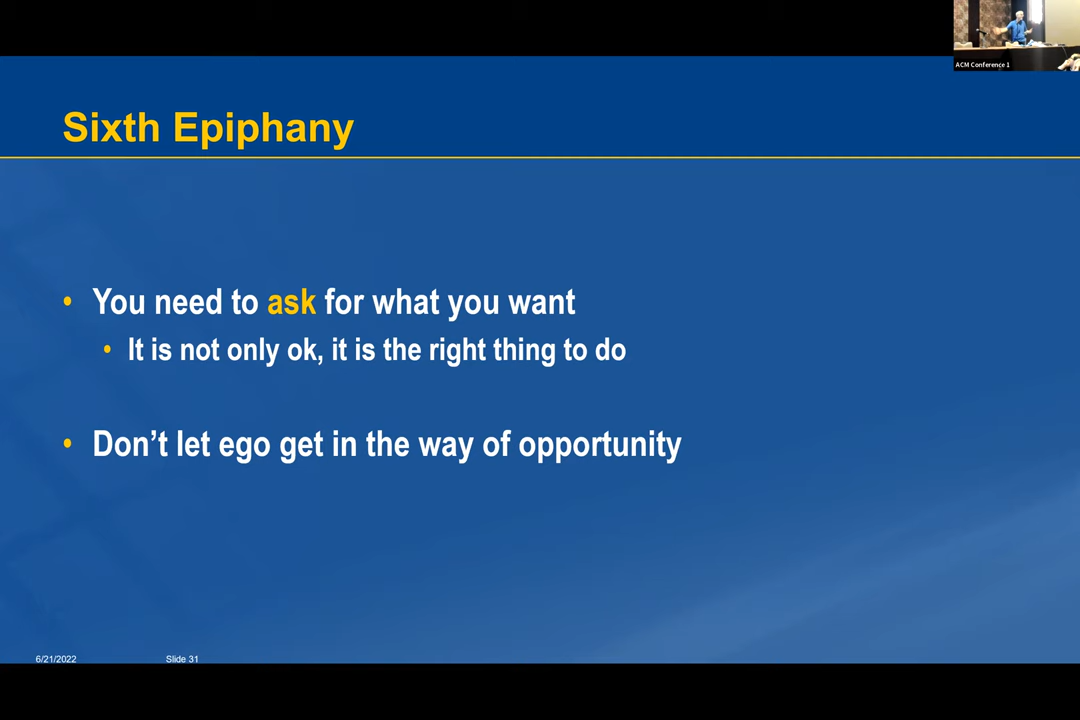 ACM Conference 1
Sixth Epiphany
• You need to ask for what you want
• It is not only ok, it is the right thing to do
• Don’t let ego get in the way of opportunity
6/21/2022 Slide 31